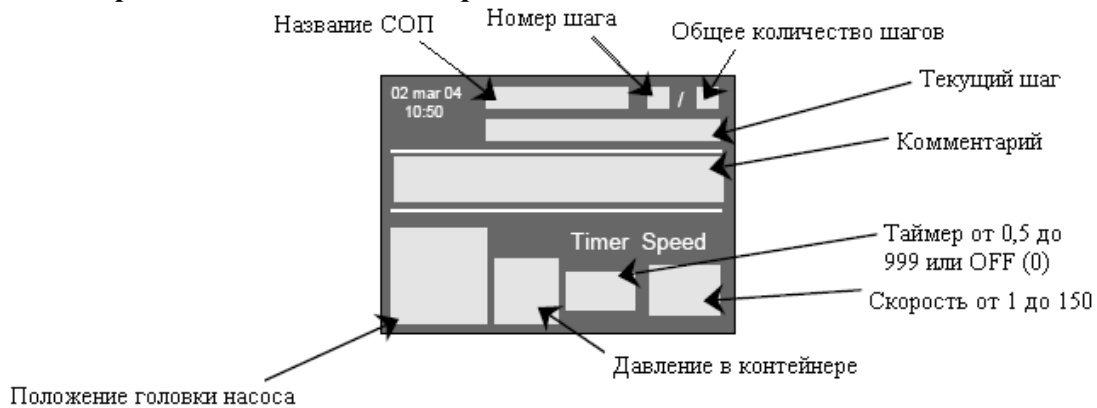 Название СОП
Номер шага
Общее количество шагов
Текущий шаг
02 mar 04
10:50
/
Комментарий
Timer Speed
Таймер от 0,5 до
999 или OFF (0)
Скорость от 1 до 150
Давление в контейнере
Положение головки насоса